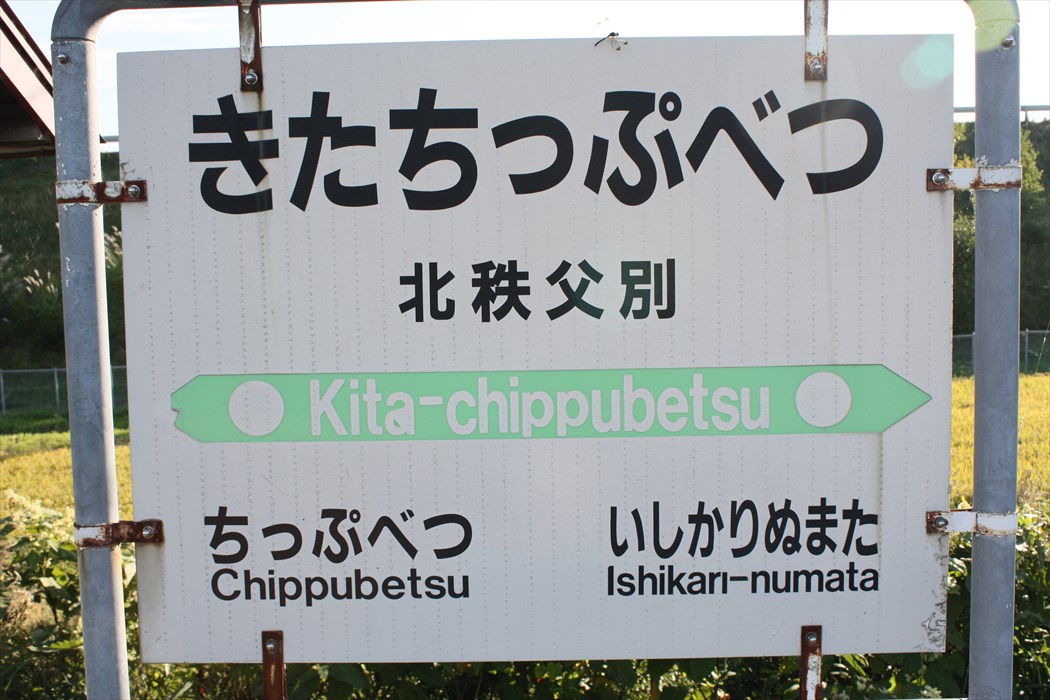 きたちっぷべつ
北秩父別
Kita-chippubetsu
ちっぷべつ いしかりぬまた
Chippubetsu Ishikari-numata